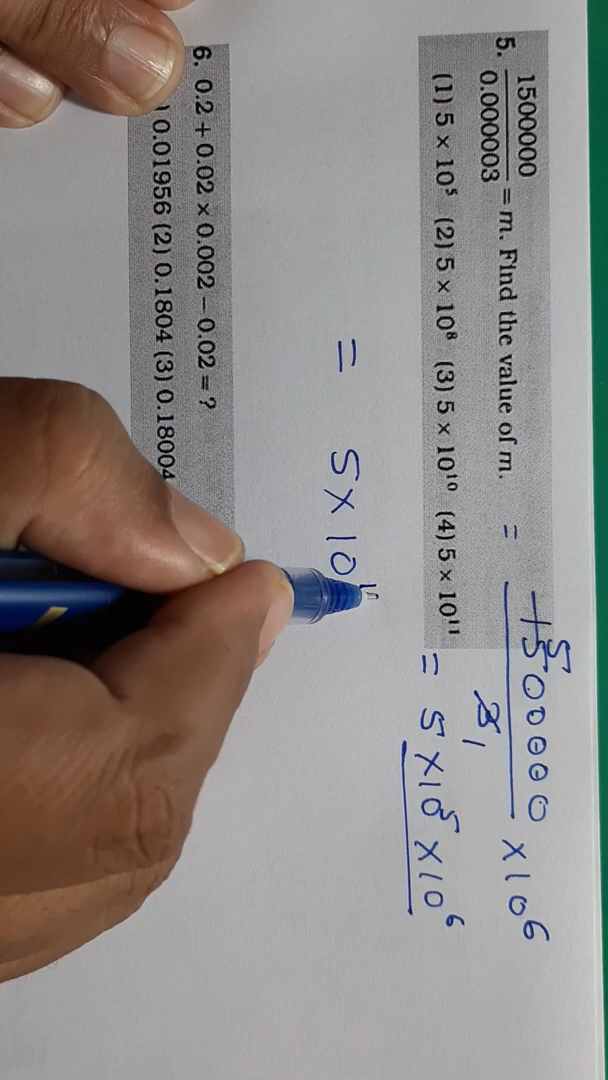 5. 1500000
0.000003 = m. Find the value of m.
(1) 5 × 10⁵ (2) 5 × 10⁸ (3) 5 × 10¹⁰ (4) 5 × 10¹¹
= 1500000 5
3 1 × 10⁶
= 5 × 10⁵ × 10⁶
= 5 × 10
6. 0.2 + 0.02 × 0.002 – 0.02 = ?
) 0.01956 (2) 0.1804 (3) 0.18004